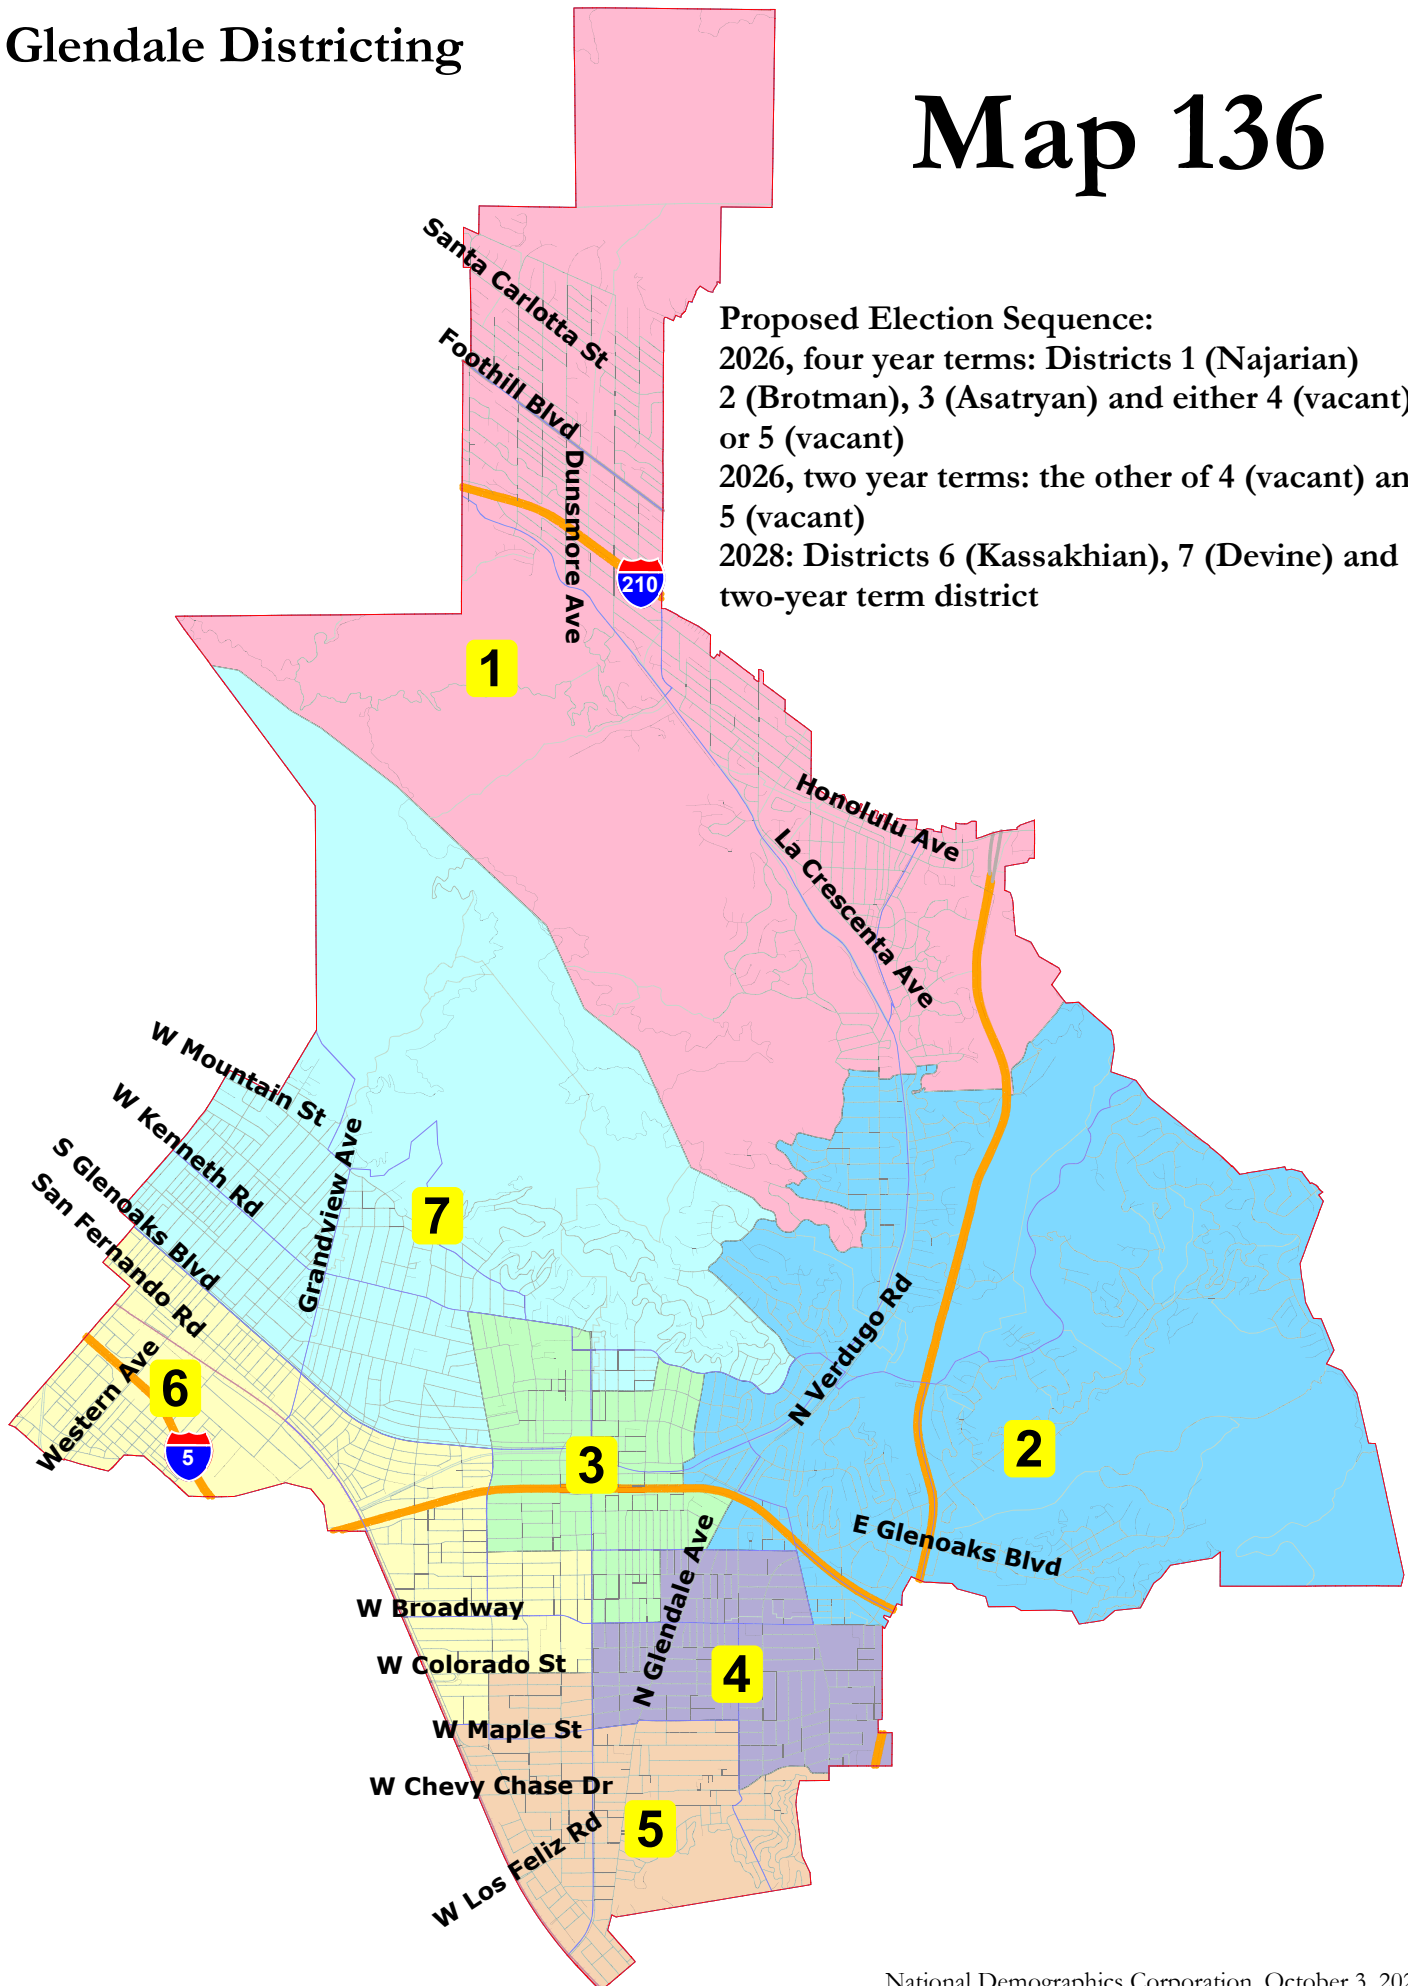 Glendale Districting
Map 136
Santa Carlotta St
Foothill Blvd
Proposed Election Sequence:
2026, four year terms: Districts 1 (Najarian)
2 (Brotman), 3 (Asatryan) and either 4 (vacant)
or 5 (vacant)
2026, two year terms: the other of 4 (vacant)
5 (vacant)
2028: Districts 6 (Kassakhian), 7 (Devine) and
two-year term district
Dunsmore Ave
210
1
Honolulu Ave
La Crescenta Ave
W Mountain St
W Kenneth Rd
S Glenoaks Blvd
San Fernando Rd
Grandview Ave
7
N Verdugo Rd
Western Ave
6
5
3
2
E Glenoaks Blvd
N Glendale Ave
W Broadway
W Colorado St
4
W Maple St
W Chevy Chase Dr
5
W Los Feliz Rd
National Demographics Corporation, October 3,